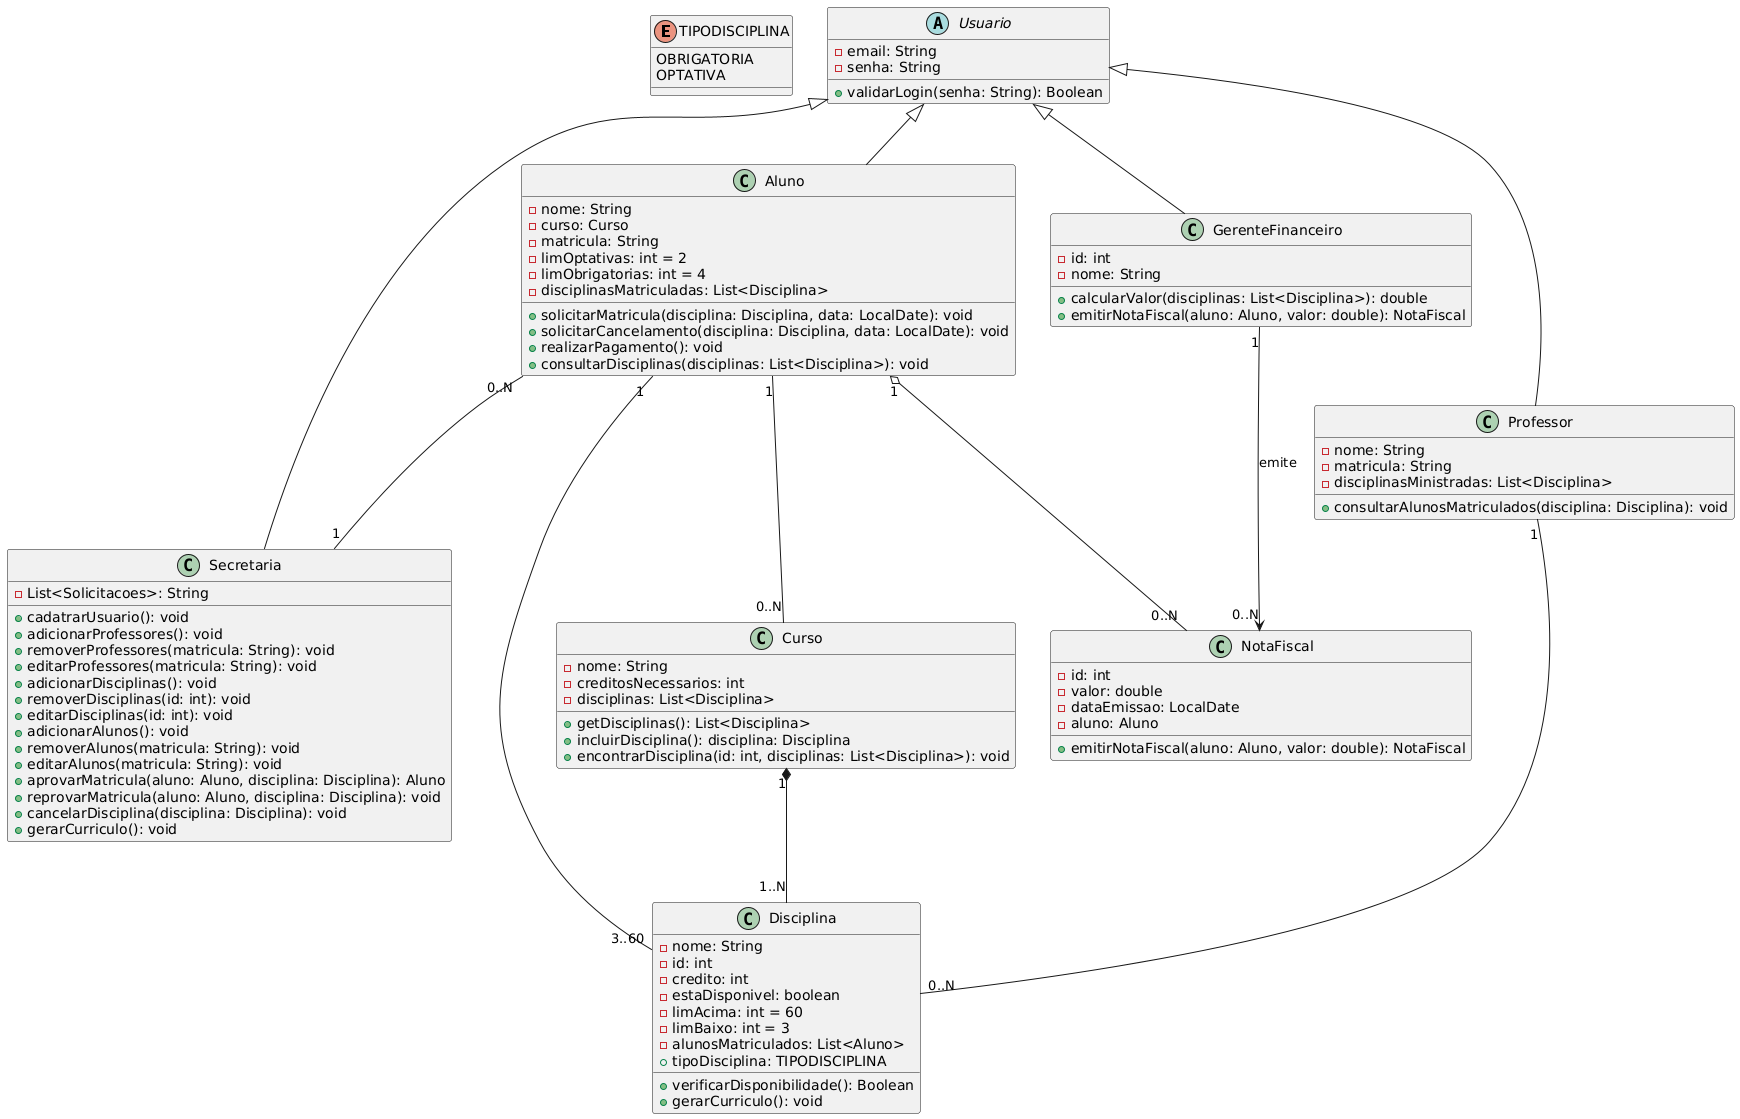 E TIPODISCIPLINA
OBRIGATORIA
OPTATIVA
A Usuario
email: String
senha: String
validarLogin(senha: String): Boolean
C Aluno
nome: String
curso: Curso
matricula: String
limOptativas: int = 2
limObrigatorias: int = 4
disciplinasMatriculadas: List<Disciplina>
solicitarMatricula(disciplina: Disciplina, data: LocalDate): void
solicitarCancelamento(disciplina: Disciplina, data: LocalDate): void
realizarPagamento(): void
consultarDisciplinas(disciplinas: List<Disciplina>): void
C GerenteFinanceiro
id: int
nome: String
calcularValor(disciplinas: List<Disciplina>): double
emitirNotaFiscal(aluno: Aluno, valor: double): NotaFiscal
0..N
1
1
1
1
emite
C Professor
nome: String
matricula: String
disciplinasMinistradas: List<Disciplina>
consultarAlunosMatriculados(disciplina: Disciplina): void
1
1
C Secretaria
List<Solicitacoes>: String
cadatrarUsuario(): void
adicionarProfessores(): void
removerProfessores(matricula: String): void
editarProfessores(matricula: String): void
adicionarDisciplinas(): void
removerDisciplinas(id: int): void
editarDisciplinas(id: int): void
adicionarAlunos(): void
removerAlunos(matricula: String): void
editarAlunos(matricula: String): void
aprovarMatricula(aluno: Aluno, disciplina: Disciplina): Aluno
reprovarMatricula(aluno: Aluno, disciplina: Disciplina): void
cancelarDisciplina(disciplina: Disciplina): void
gerarCurriculo(): void
0..N
C Curso
nome: String
creditosNecessarios: int
disciplinas: List<Disciplina>
getDisciplinas(): List<Disciplina>
incluirDisciplina(): disciplina: Disciplina
encontrarDisciplina(id: int, disciplinas: List<Disciplina>): void
0..N
0..N
C NotaFiscal
id: int
valor: double
dataEmissao: LocalDate
aluno: Aluno
emitirNotaFiscal(aluno: Aluno, valor: double): NotaFiscal
1
1..N
3..60
0..N
C Disciplina
nome: String
id: int
credito: int
estaDisponivel: boolean
limAcima: int = 60
limBaixo: int = 3
alunosMatriculados: List<Aluno>
tipoDisciplina: TIPODISCIPLINA
verificarDisponibilidade(): Boolean
gerarCurriculo(): void